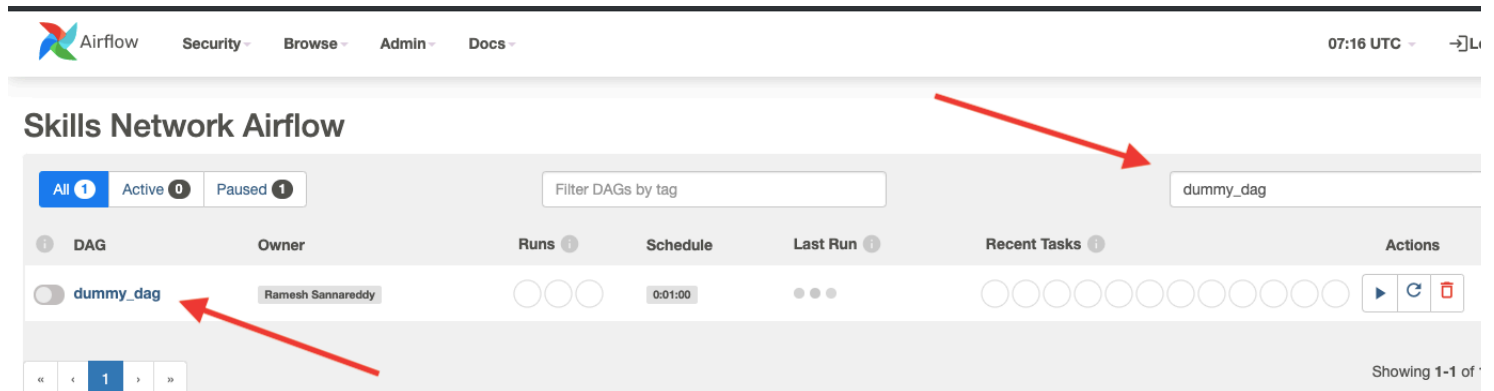 Airflow Security Browse Admin Docs 07:16 UTC
Skills Network Airflow
All 1 Active 0 Paused 1 Filter DAGs by tag dummy_dag
DAG Owner Runs Schedule Last Run Recent Tasks Actions
dummy_dag Ramesh Sannareddy 0:01:00
« ‹ 1 › » Showing 1-1 of